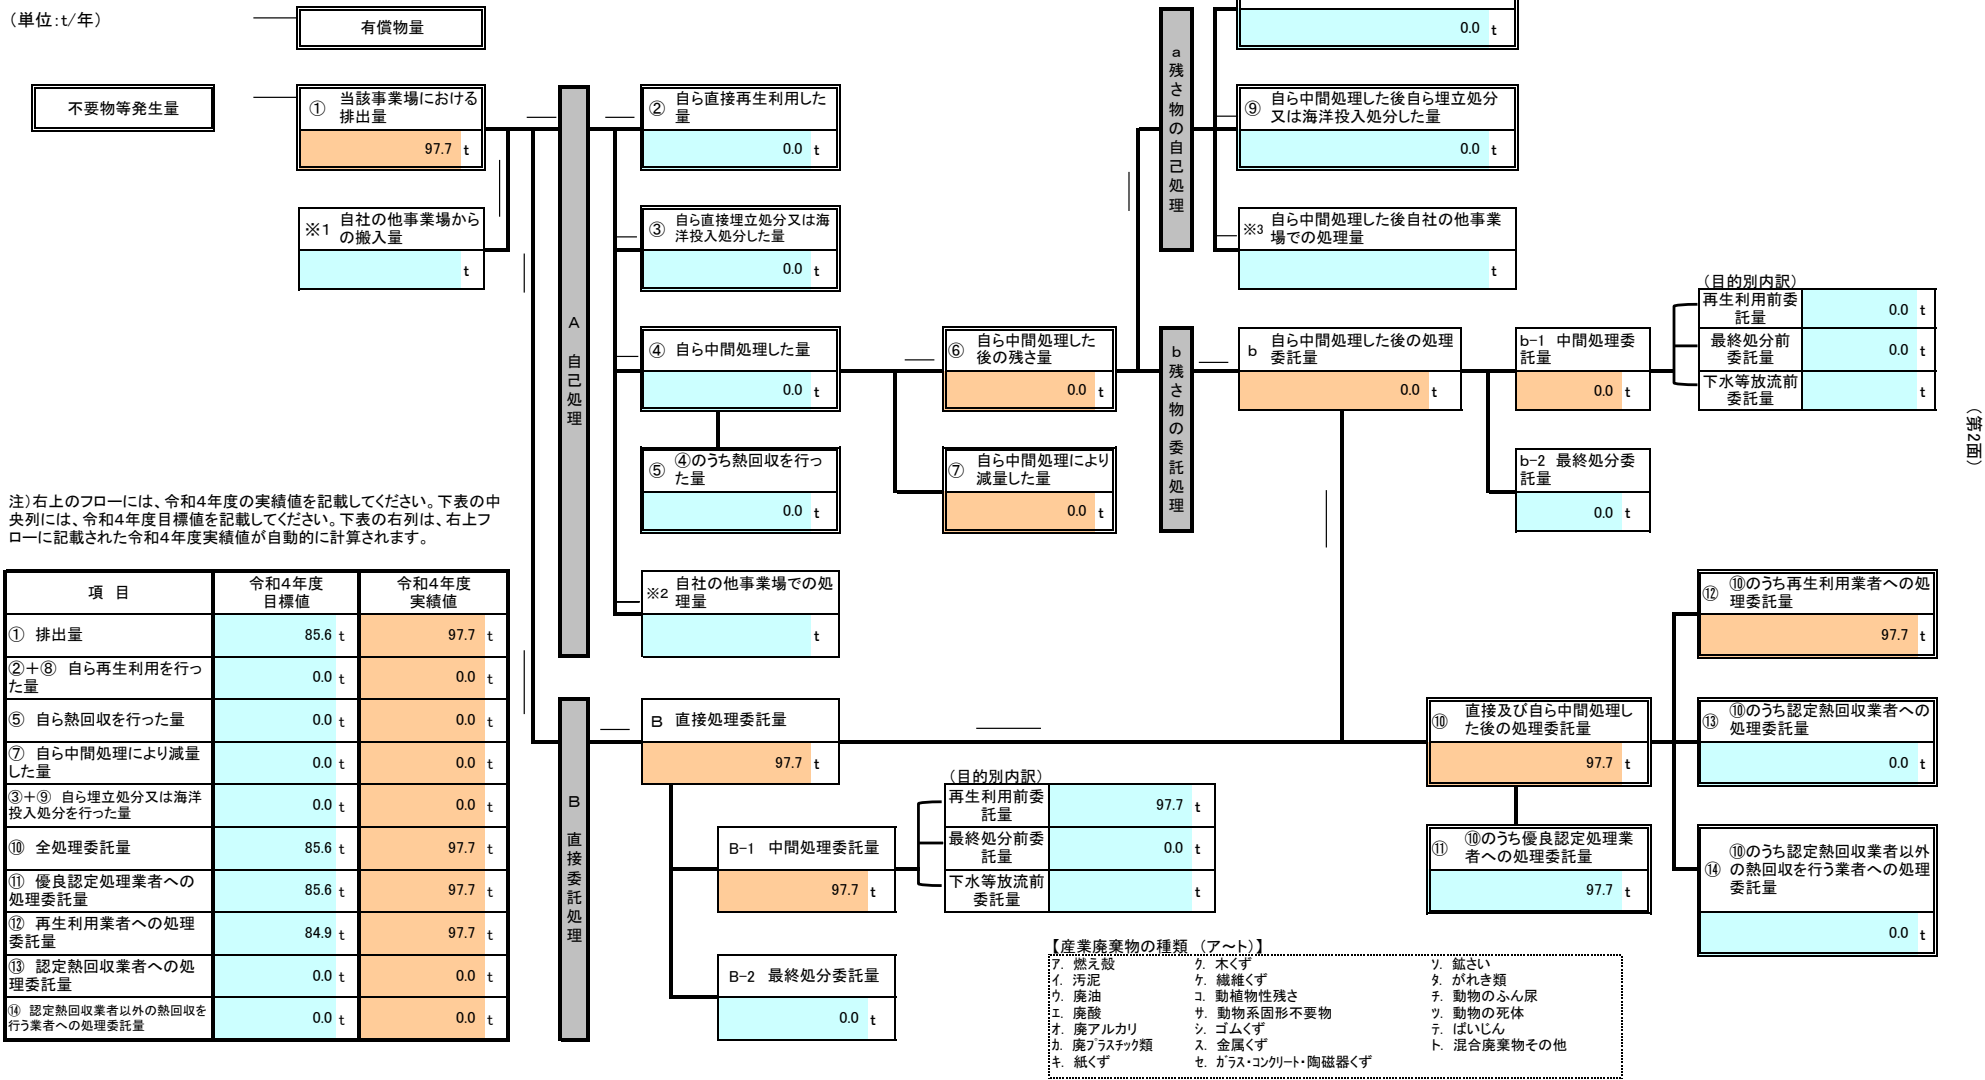 (単位:t/年)
有償物量
不要物等発生量
① 当該事業場における
排出量
97.7 t
※1 自社の他事業場から
の搬入量
t
A 自己処理
② 自ら直接再生利用した
量
0.0 t
③ 自ら直接埋立処分又は海
洋投入処分した量
0.0 t
④ 自ら中間処理した量
0.0 t
⑤ ④のうち熱回収を行っ
た量
0.0 t
※2 自社の他事業場での処
理量
t
⑥ 自ら中間処理した
後の残さ量
0.0 t
⑦ 自ら中間処理により
減量した量
0.0 t
a 残さ物の自己処理
0.0 t
⑨ 自ら中間処理した後自ら埋立処分
又は海洋投入処分した量
0.0 t
※3 自ら中間処理した後自社の他事業
場での処理量
t
b 残さ物の委託処理
b 自ら中間処理した後の処理
委託量
0.0 t
b-1 中間処理委
託量
0.0 t
b-2 最終処分委
託量
0.0 t
(目的別内訳)
再生利用前委
託量
0.0 t
最終処分前
委託量
0.0 t
下水等放流前
委託量
t
(第2面)
注)右上のフローには、令和4年度の実績値を記載してください。下表の中
央列には、令和4年度目標値を記載してください。下表の右列は、右上フ
ローに記載された令和4年度実績値が自動的に計算されます。
項 目 令和4年度 令和4年度
目標値 実績値
① 排出量 85.6 t 97.7 t
②+⑧ 自ら再生利用を行っ
た量 0.0 t 0.0 t
⑤ 自ら熱回収を行った量 0.0 t 0.0 t
⑦ 自ら中間処理により減量
した量 0.0 t 0.0 t
③+⑨ 自ら埋立処分又は海洋
投入処分を行った量 0.0 t 0.0 t
⑩ 全処理委託量 85.6 t 97.7 t
⑪ 優良認定処理業者への
処理委託量 85.6 t 97.7 t
⑫ 再生利用業者への処理
委託量 84.9 t 97.7 t
⑬ 認定熱回収業者への処
理委託量 0.0 t 0.0 t
⑭ 認定熱回収業者以外の熱回収を
行う業者への処理委託量 0.0 t 0.0 t
B 直接委託処理
B 直接処理委託量
97.7 t
B-1 中間処理委託量
97.7 t
B-2 最終処分委託量
0.0 t
(目的別内訳)
再生利用前委
託量
97.7 t
最終処分前委
託量
0.0 t
下水等放流前
委託量
t
⑩ 直接及び自ら中間処理し
た後の処理委託量
97.7 t
⑪ ⑩のうち優良認定処理業
者への処理委託量
97.7 t
⑫ ⑩のうち再生利用業者への処
理委託量
97.7 t
⑬ ⑩のうち認定熱回収業者への
処理委託量
0.0 t
⑭ ⑩のうち認定熱回収業者以外
の熱回収を行う業者への処理
委託量
0.0 t
【産業廃棄物の種類 (ア~ト)】
ア. 燃え殻 ク. 木くず ソ. 鉱さい
イ. 汚泥 ケ. 繊維くず タ. がれき類
ウ. 廃油 コ. 動植物性残さ チ. 動物のふん尿
エ. 廃酸 サ. 動物系固形不要物 ツ. 動物の死体
オ. 廃アルカリ シ. ゴムくず テ. ばいじん
カ. 廃プラスチック類 ス. 金属くず ト. 混合廃棄物その他
キ. 紙くず セ. ガラス・コンクリート・陶磁器くず